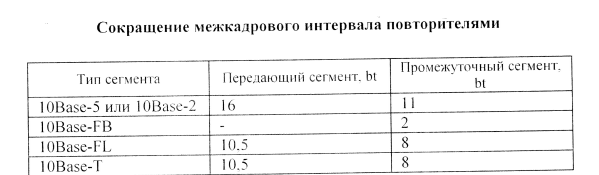 Сокращение межкадрового интервала повторителями
Тип сегмента Передающий сегмент, bt Промежуточный сегмент, bt
10Base-5 или 10Base-2 16 11
10Base-FB - 2
10Base-FL 10,5 8
10Base-T 10,5 8